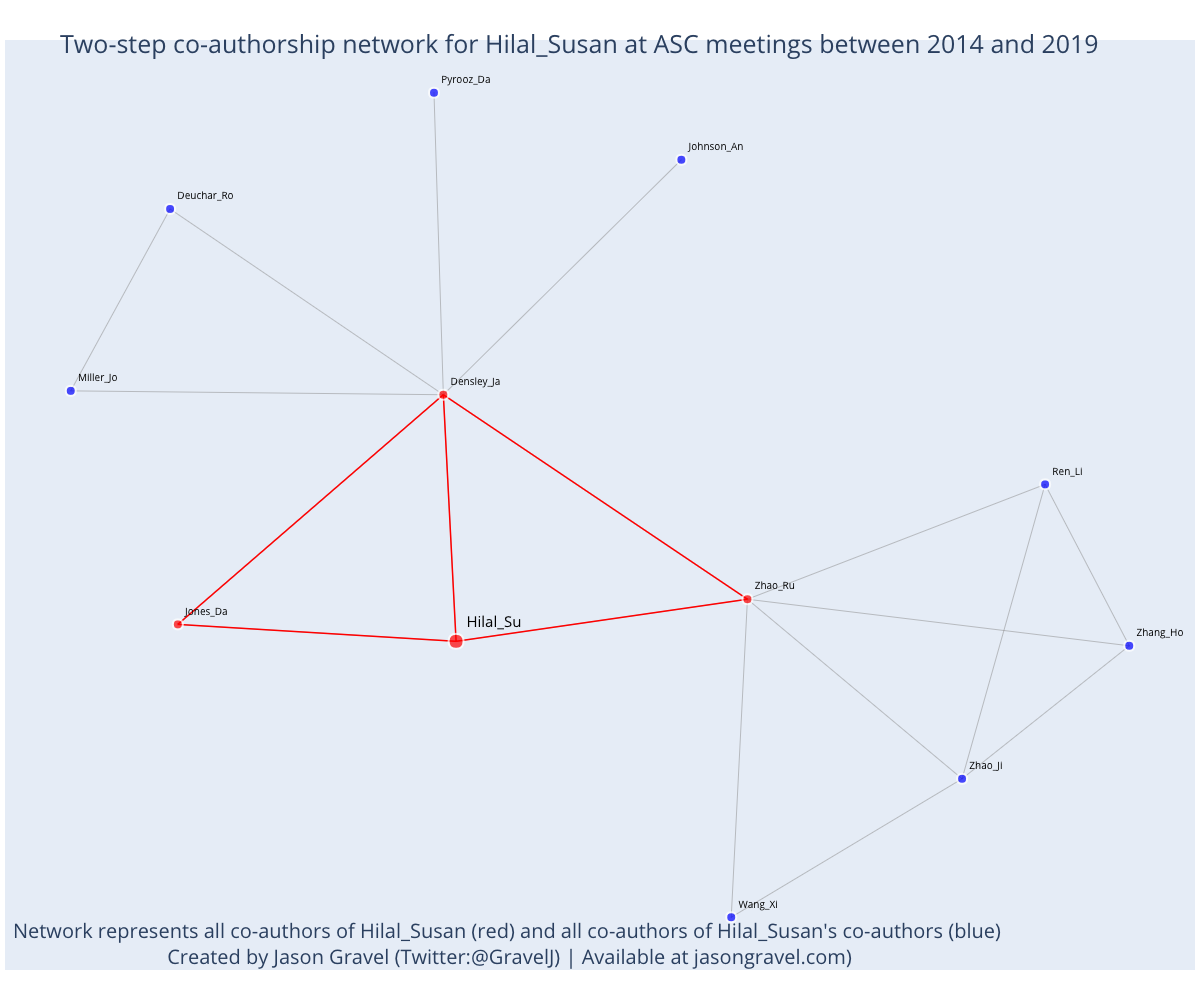 Two-step co-authorship network for Hilal_Susan at ASC meetings between 2014 and 2019
Pyrooz_Da
Johnson_An
Deuchar_Ro
Miller_Jo
Densley_Ja
Ren_Li
Zhao_Ru
Jones_Da
Hilal_Su
Zhang_Ho
Zhao_Ji
Wang_Xi
Network represents all co-authors of Hilal_Susan (red) and all co-authors of Hilal_Susan's co-authors (blue)
Created by Jason Gravel (Twitter:@GravelJ) | Available at jasongravel.com)